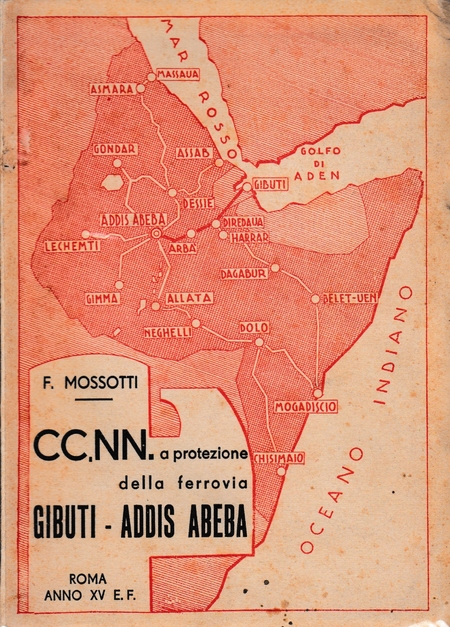 MAR ROSSO
MASSAUA
ASMARA
GONDAR
ASSAB
GOLFO
DI
ADEN
GIBUTI
DESSIE
ADDIS ABEBA
DIREDAUA
LECHEMTI
ARBA
HARRAR
DAGABUR
GIMMA
ALLATA
BELET-UEN
NEGHELLI
DOLO
MOGADISCIO
CHISIMAIO
OCEANO INDIANO
F. MOSSOTTI
CC.NN. a protezione
della ferrovia
GIBUTI - ADDIS ABEBA
ROMA
ANNO XV E.F.